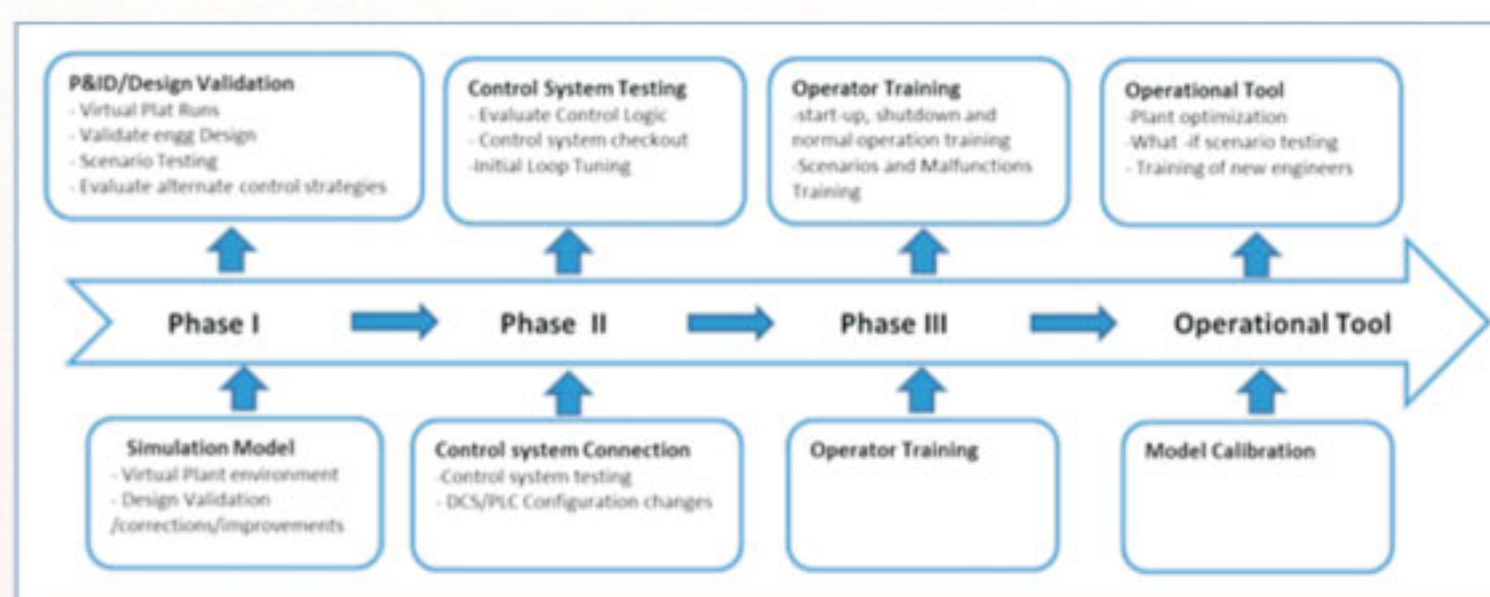 P&ID/Design Validation
- Virtual Plat Runs
- Validate engg Design
- Scenario Testing
- Evaluate alternate control strategies
Control System Testing
- Evaluate Control Logic
- Control system checkout
-Initial Loop Tuning
Operator Training
-start-up, shutdown and
normal operation training
-Scenarios and Malfunctions
Training
Operational Tool
-Plant optimization
-What -if scenario testing
- Training of new engineers
Phase I
Phase II
Phase III
Operational Tool
Simulation Model
- Virtual Plant environment
- Design Validation
/corrections/improvements
Control system Connection
-Control system testing
- DCS/PLC Configuration changes
Operator Training
Model Calibration